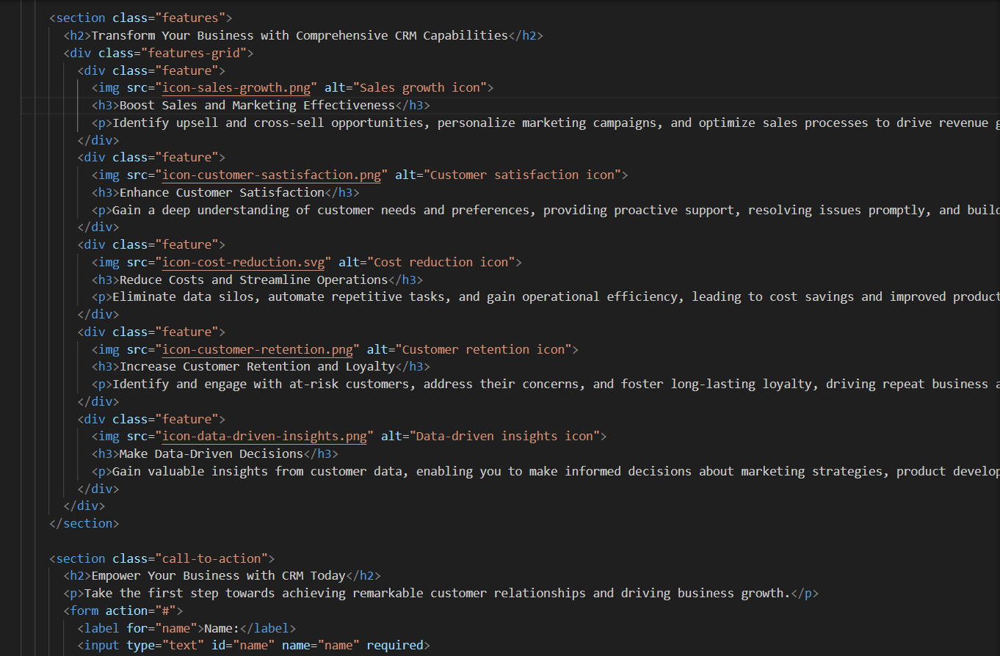 <section class="features">
<h2>Transform Your Business with Comprehensive CRM Capabilities</h2>
<div class="features-grid">
<div class="feature">
<img src="icon-sales-growth.png" alt="Sales growth icon">
<h3>Boost Sales and Marketing Effectiveness</h3>
<p>Identify upsell and cross-sell opportunities, personalize marketing campaigns, and optimize sales processes to drive revenue g
</div>
<div class="feature">
<img src="icon-customer-sastisfaction.png" alt="Customer satisfaction icon">
<h3>Enhance Customer Satisfaction</h3>
<p>Gain a deep understanding of customer needs and preferences, providing proactive support, resolving issues promptly, and build
</div>
<div class="feature">
<img src="icon-cost-reduction.svg" alt="Cost reduction icon">
<h3>Reduce Costs and Streamline Operations</h3>
<p>Eliminate data silos, automate repetitive tasks, and gain operational efficiency, leading to cost savings and improved product
</div>
<div class="feature">
<img src="icon-customer-retention.png" alt="Customer retention icon">
<h3>Increase Customer Retention and Loyalty</h3>
<p>Identify and engage with at-risk customers, address their concerns, and foster long-lasting loyalty, driving repeat business a
</div>
<div class="feature">
<img src="icon-data-driven-insights.png" alt="Data-driven insights icon">
<h3>Make Data-Driven Decisions</h3>
<p>Gain valuable insights from customer data, enabling you to make informed decisions about marketing strategies, product develop
</div>
</div>
</section>
<section class="call-to-action">
<h2>Empower Your Business with CRM Today</h2>
<p>Take the first step towards achieving remarkable customer relationships and driving business growth.</p>
<form action="#">
<label for="name">Name:</label>
<input type="text" id="name" name="name" required>